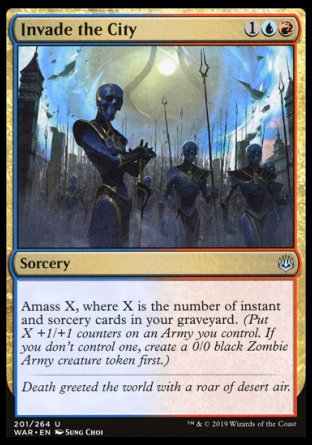 Invade the City 1
Sorcery
Amass X, where X is the number of instant
and sorcery cards in your graveyard. (Put
X +1/+1 counters on an Army you control. If
you don't control one, create a 0/0 black Zombie
Army creature token first.)
Death greeted the world with a roar of desert air.
201/264 U
WAR • EN Sung Choi
™ & © 2019 Wizards of the Coast